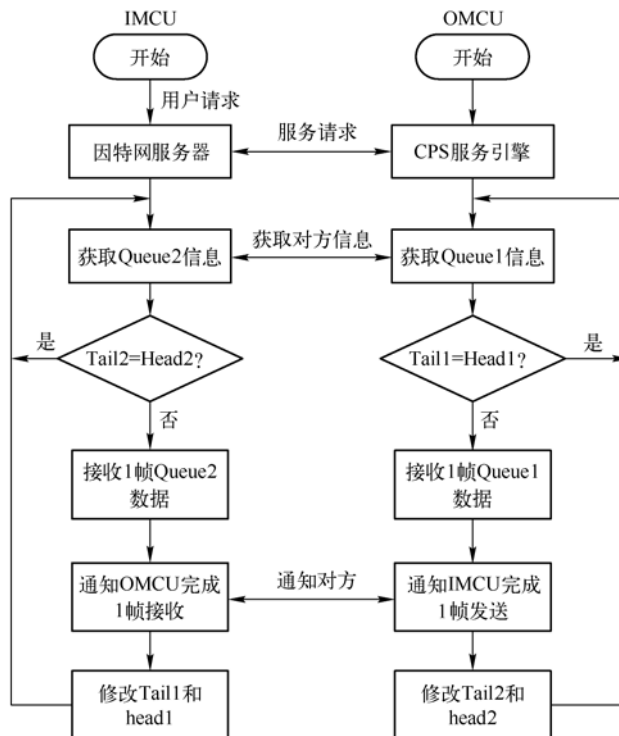 IMCU
OMCU
开始
开始
用户请求
服务请求
因特网服务器
CPS服务引擎
获取对方信息
获取Queue2信息
获取Queue1信息
是
Tail2=Head2?
Tail1=Head1?
是
否
否
接收1帧Queue2
数据
接收1帧Queue1
数据
通知对方
通知OMCU完成
1帧接收
通知IMCU完成
1帧发送
修改Tail1和
head1
修改Tail2和
head2